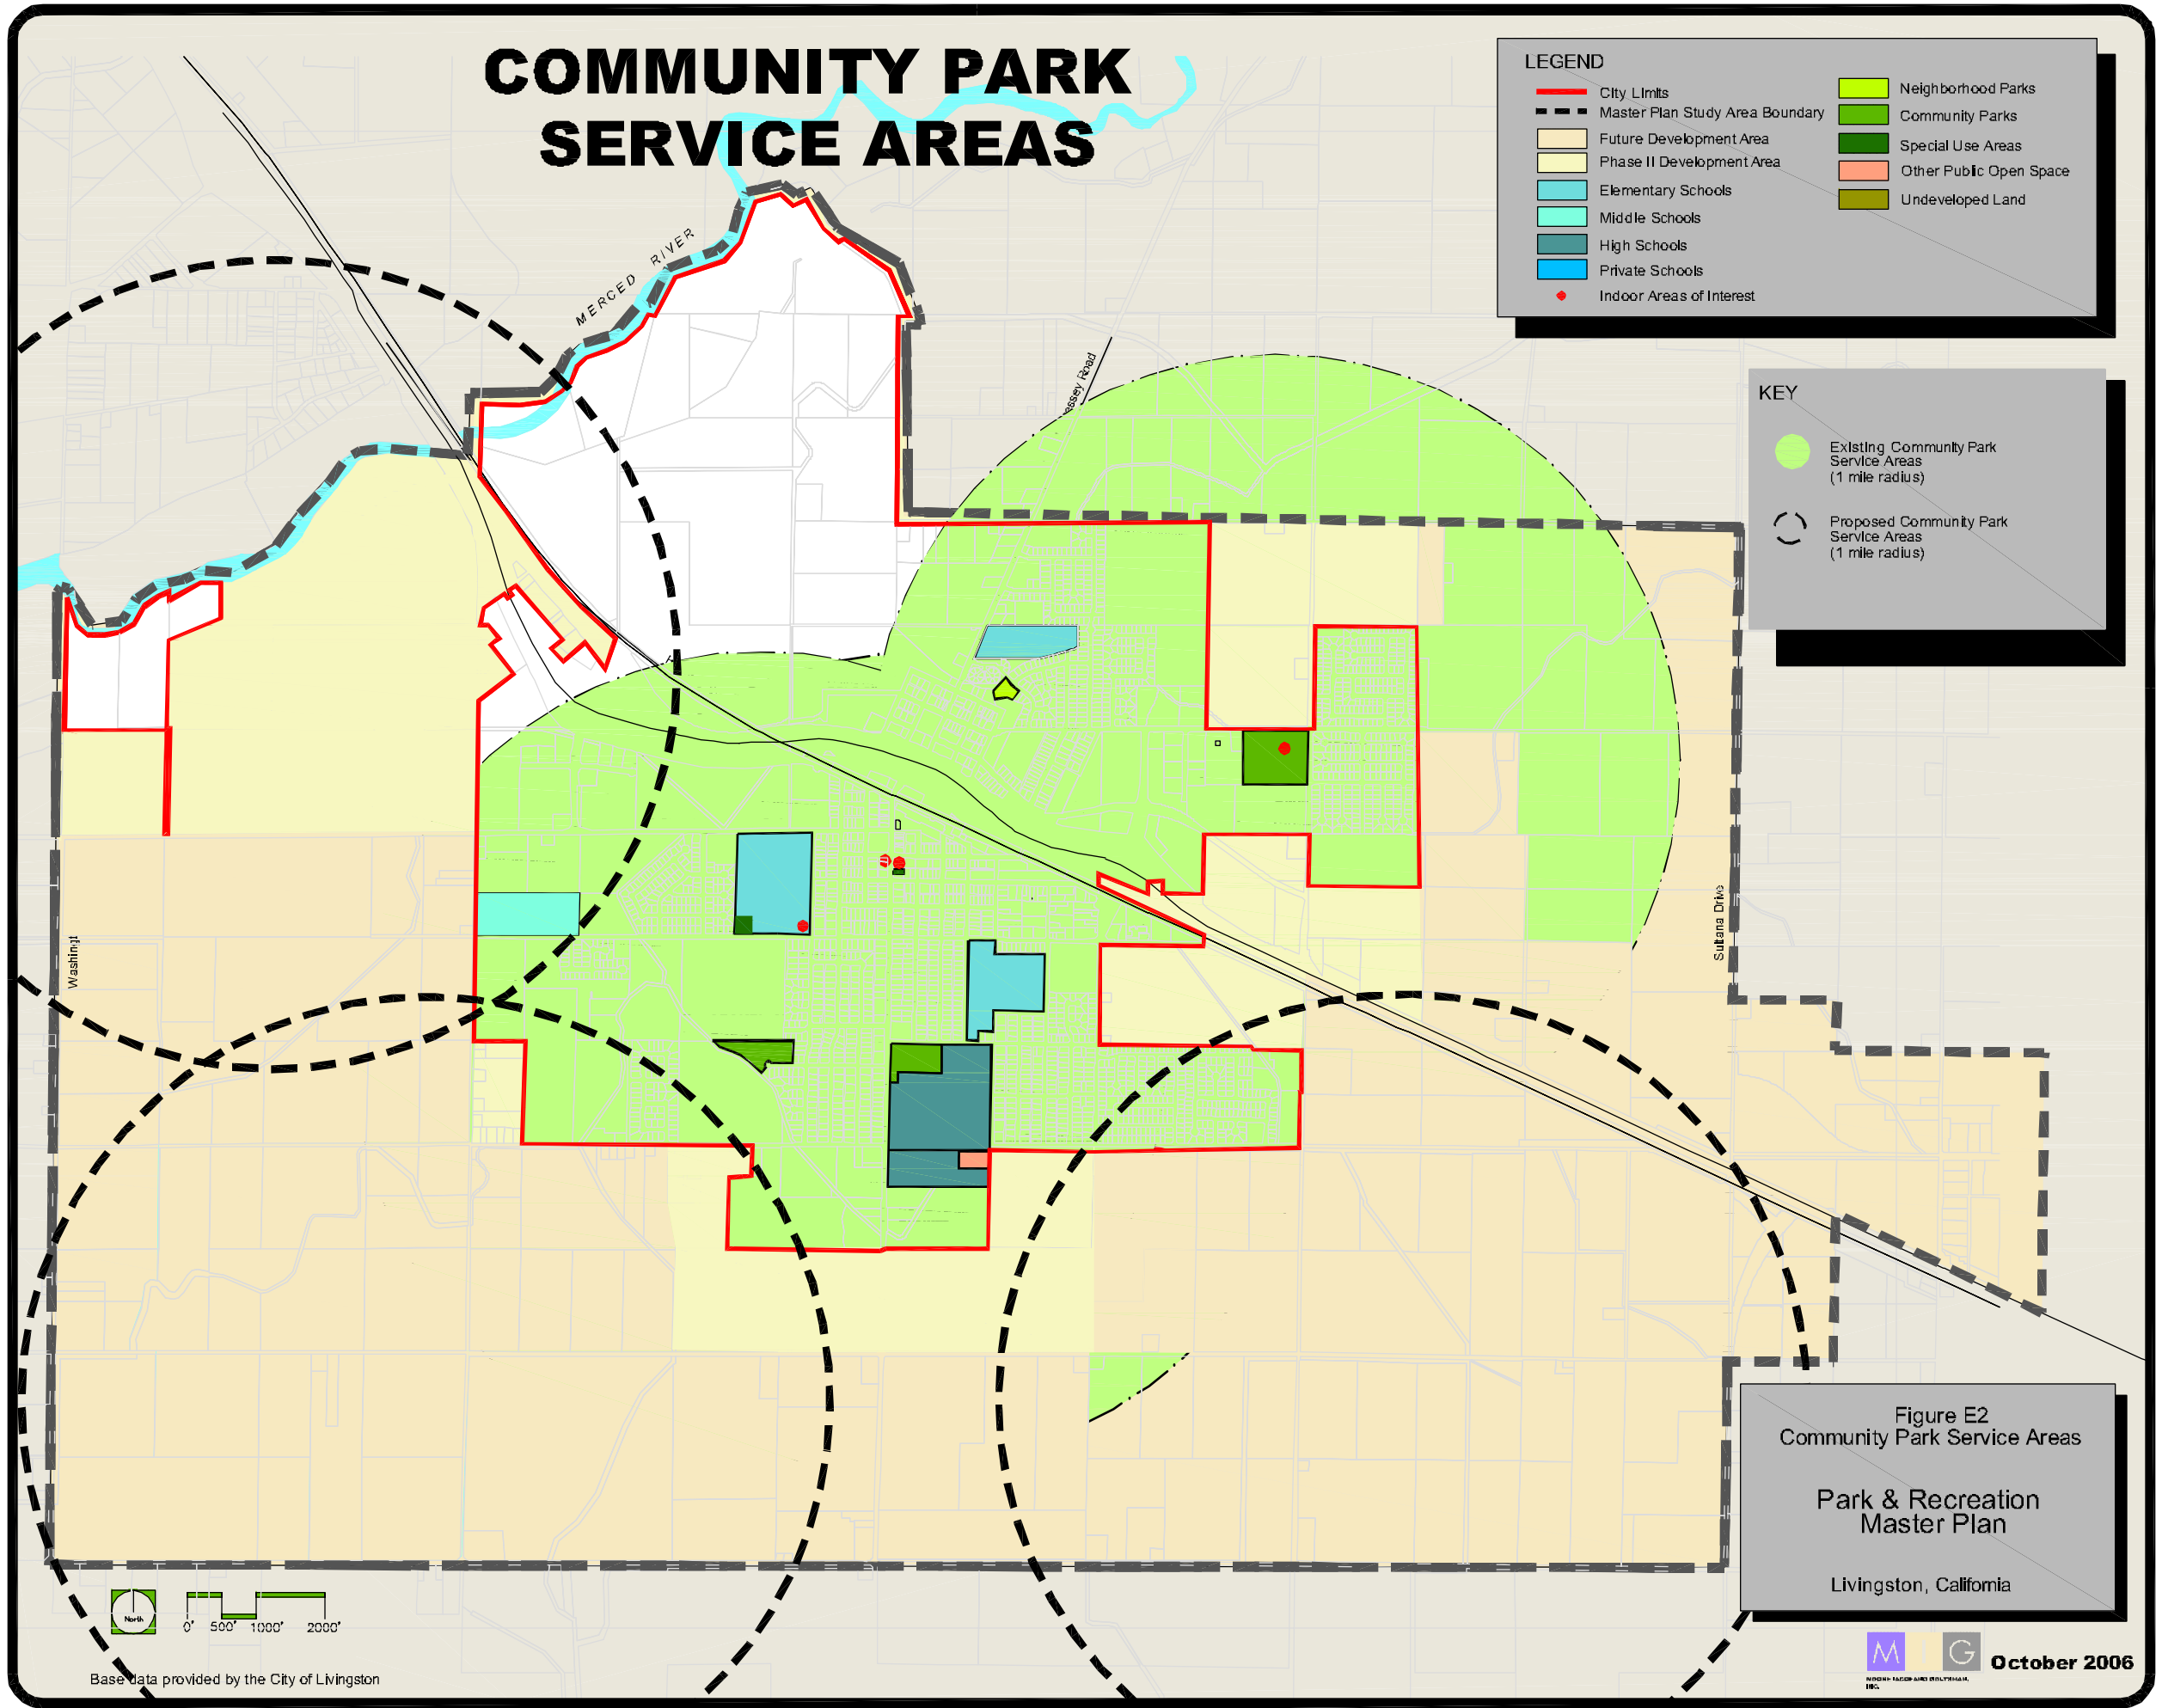 COMMUNITY PARK
SERVICE AREAS
LEGEND
City Limits
Master Plan Study Area Boundary
Future Development Area
Phase II Development Area
Elementary Schools
Middle Schools
High Schools
Private Schools
Indoor Areas of Interest
Neighborhood Parks
Community Parks
Special Use Areas
Other Public Open Space
Undeveloped Land
KEY
Existing Community Park
Service Areas
(1 mile radius)
Proposed Community Park
Service Areas
(1 mile radius)
MERCED RIVER
essey Road
Washingt
Sultana Drive
Figure E2
Community Park Service Areas
Park & Recreation
Master Plan
Livingston, California
North
0' 500' 1000' 2000'
Base data provided by the City of Livingston
M I G
October 2006
INC.